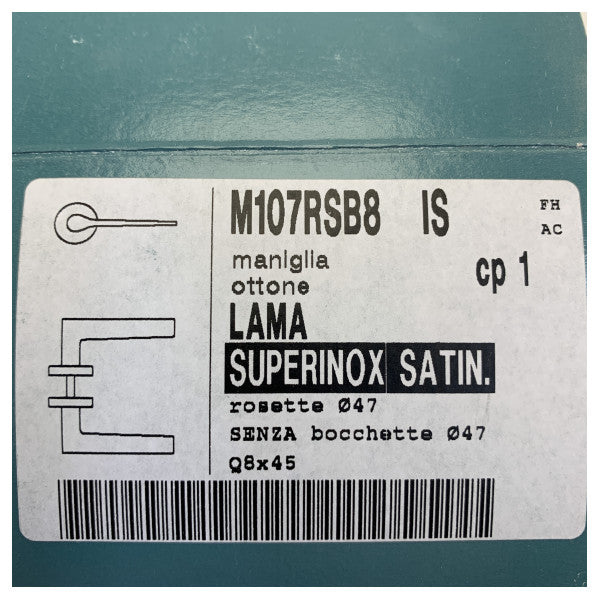 M107RSB8 IS
FH
AC
maniglia
ottone
cp 1
LAMA
SUPERINOX SATIN.
rosette Ø47
SENZA bocchette Ø47
Q8x45